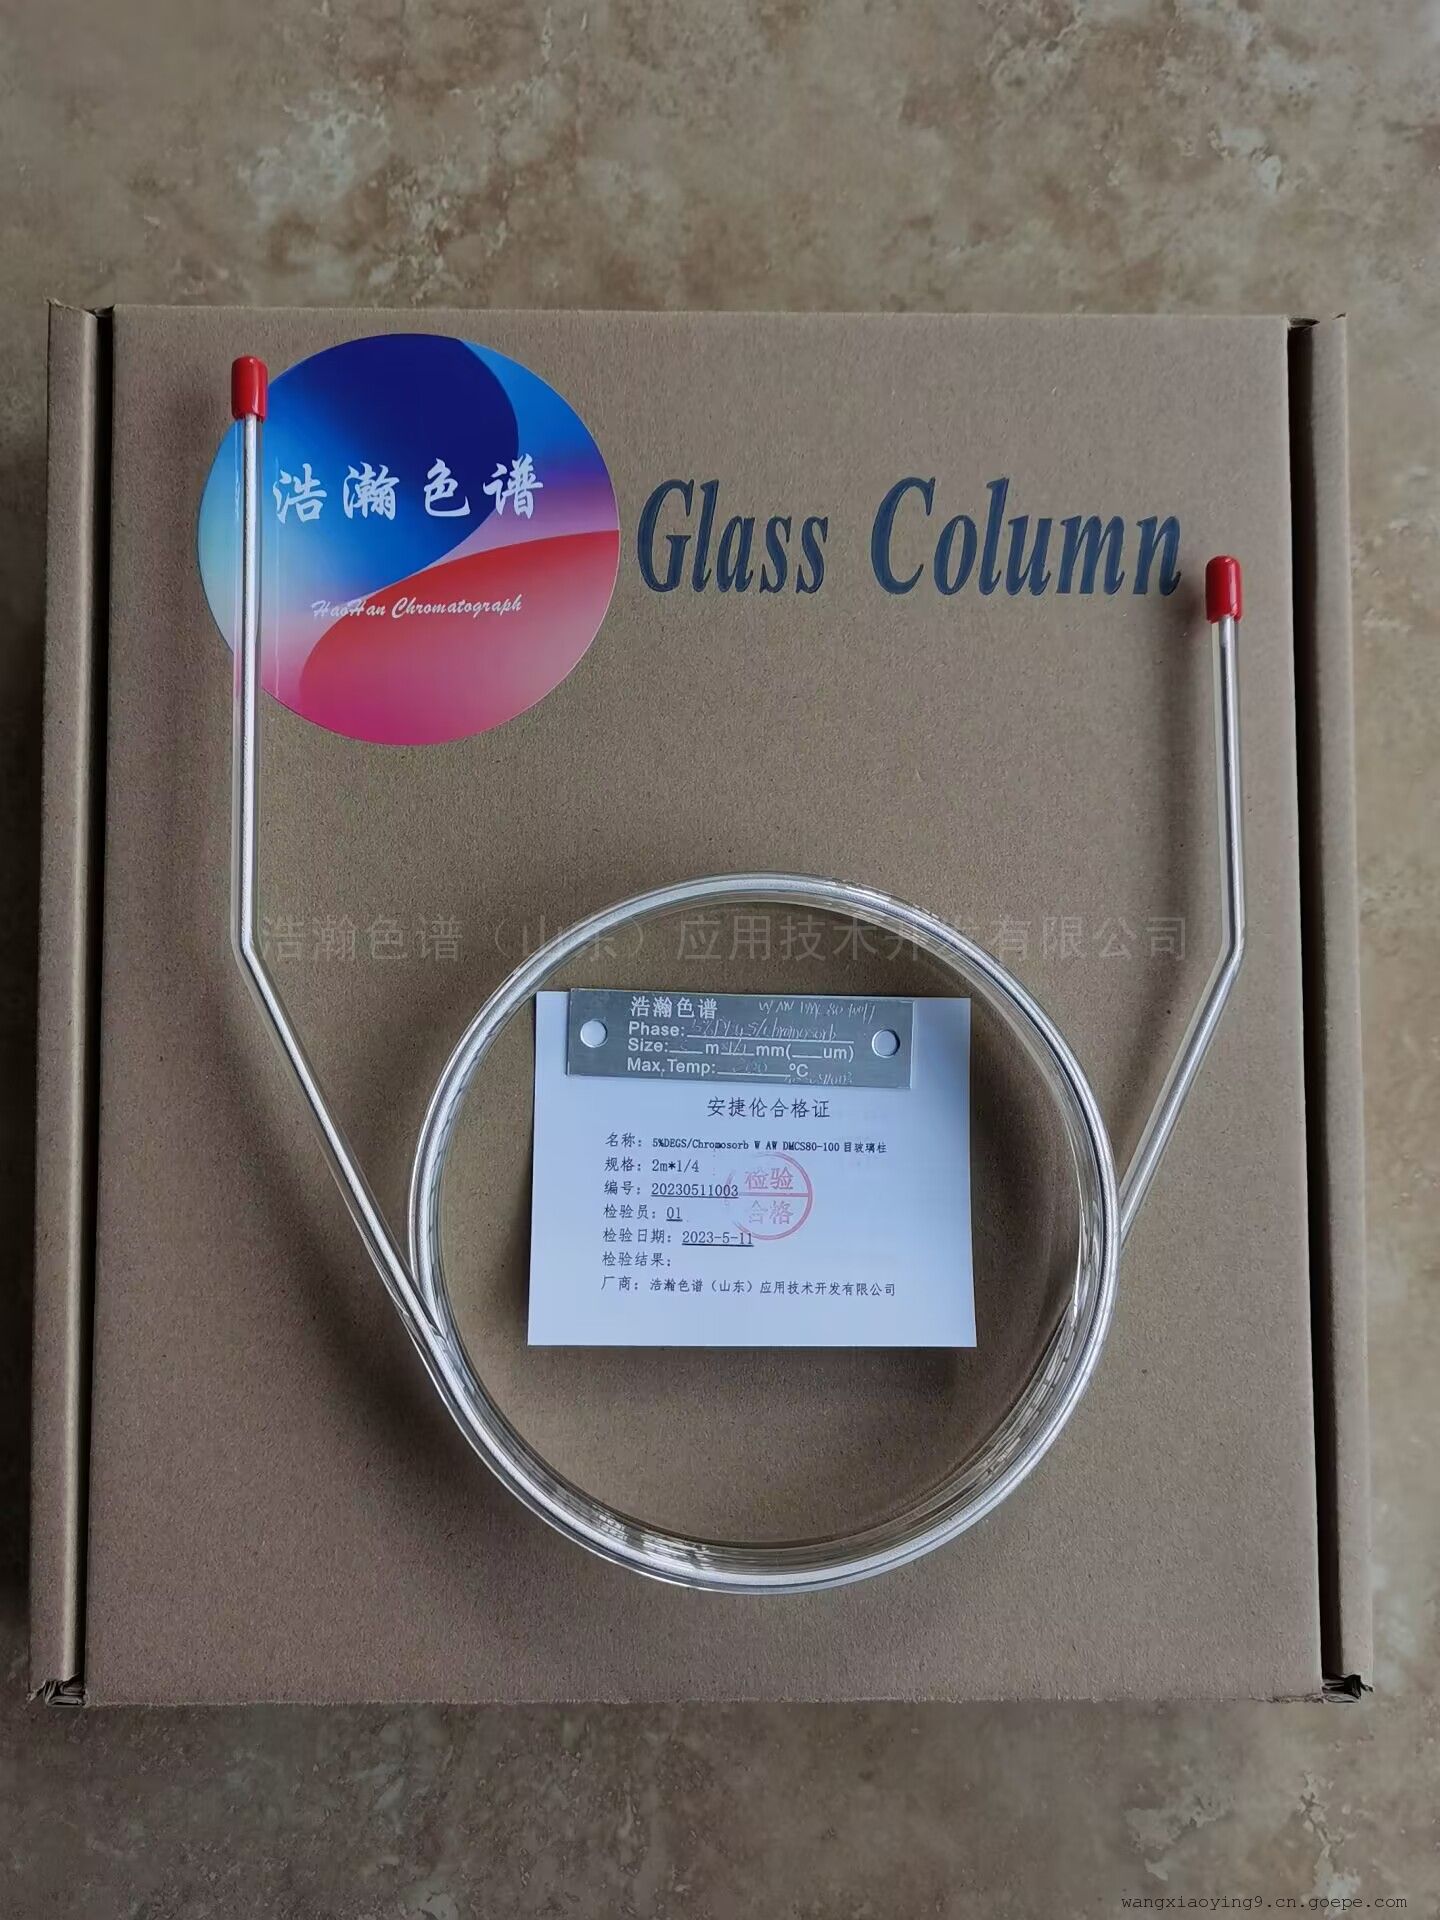 浩瀚色谱
HaoHan Chromatograph
Glass Column
浩瀚色谱（山东）应用技术开发有限公司
浩瀚色谱 W AW 80
Phase: 5% S/chromosorb
Size: m mm( um)
Max,Temp: 200 ℃
安捷伦合格证
名称：5%DEGS/Chromosorb W AW DMCS80-100目玻璃柱
规格：2m*1/4
编号：20230511003
检验员：01
检验日期：2023-5-11
检验结果：
厂商：浩瀚色谱（山东）应用技术开发有限公司
检验
合格
wangxiaoying9.cn.goepe.com